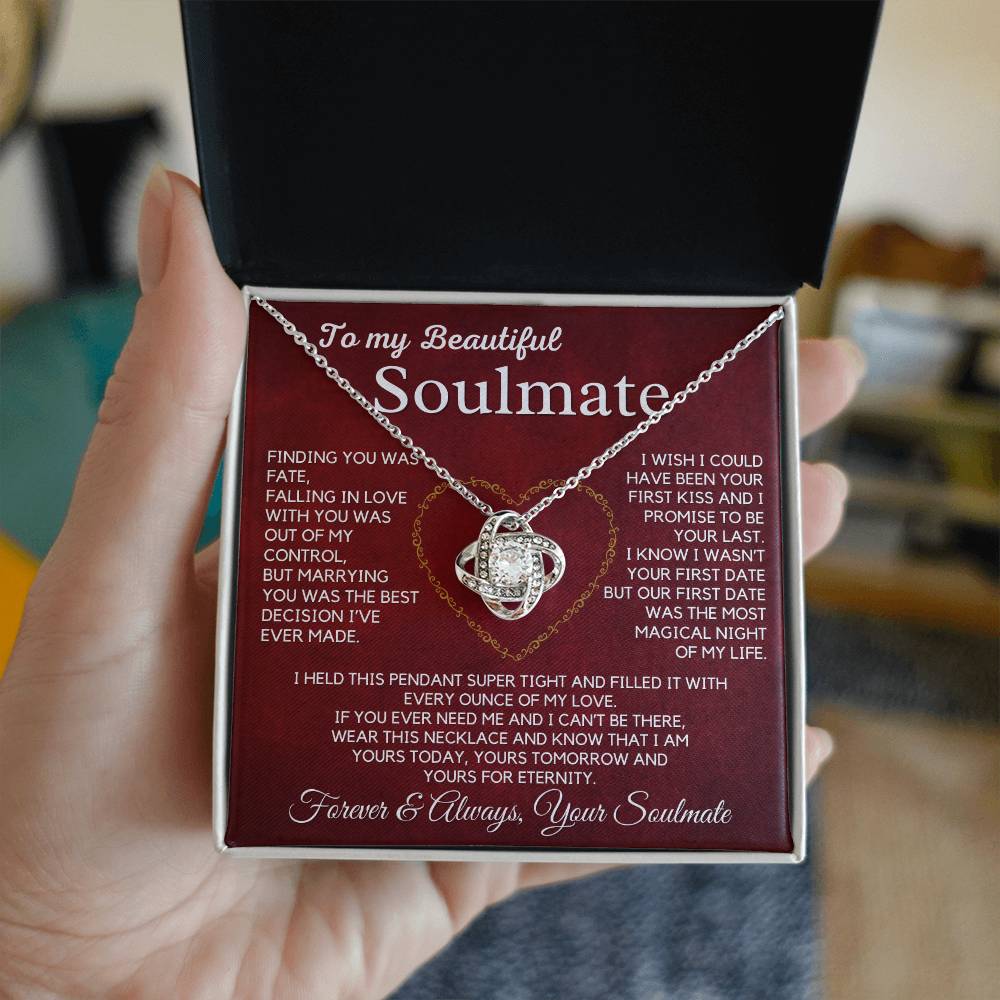 To my Beautiful
Soulmate
FINDING YOU WAS
FATE,
FALLING IN LOVE
WITH YOU WAS
OUT OF MY
CONTROL,
BUT MARRYING
YOU WAS THE BEST
DECISION I'VE
EVER MADE.
I WISH I COULD
HAVE BEEN YOUR
FIRST KISS AND I
PROMISE TO BE
YOUR LAST.
I KNOW I WASN'T
YOUR FIRST DATE
BUT OUR FIRST DATE
WAS THE MOST
MAGICAL NIGHT
OF MY LIFE.
I HELD THIS PENDANT SUPER TIGHT AND FILLED IT WITH
EVERY OUNCE OF MY LOVE.
IF YOU EVER NEED ME AND I CAN'T BE THERE,
WEAR THIS NECKLACE AND KNOW THAT I AM
YOURS TODAY, YOURS TOMORROW AND
YOURS FOR ETERNITY.
Forever & Always, Your Soulmate